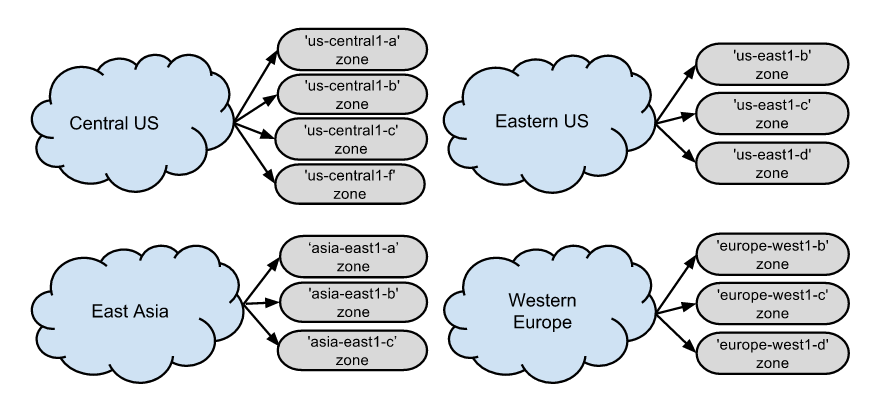 Central US
'us-central1-a'
zone
'us-central1-b'
zone
'us-central1-c'
zone
'us-central1-f'
zone
Eastern US
'us-east1-b'
zone
'us-east1-c'
zone
'us-east1-d'
zone
East Asia
‘asia-east1-a’
zone
'asia-east1-b'
zone
'asia-east1-c’
zone
Western
Europe
'europe-west1-b'
zone
'europe-west1-c'
zone
'europe-west1-d'
zone